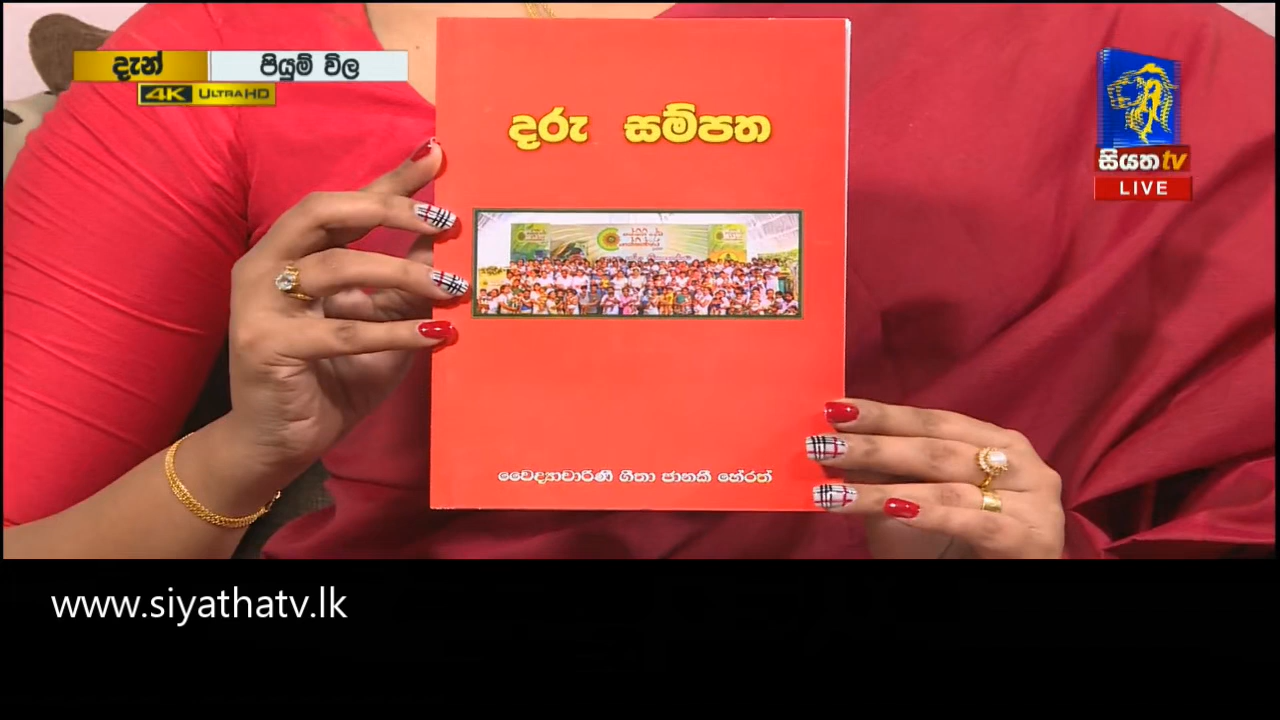 දැන් පියුම් විල
4K ULTRA HD
සියත tv
LIVE
දරු සම්පත
වෛද්‍යාචාරිණී ගීතා ජානකී හේරත්
www.siyathatv.lk